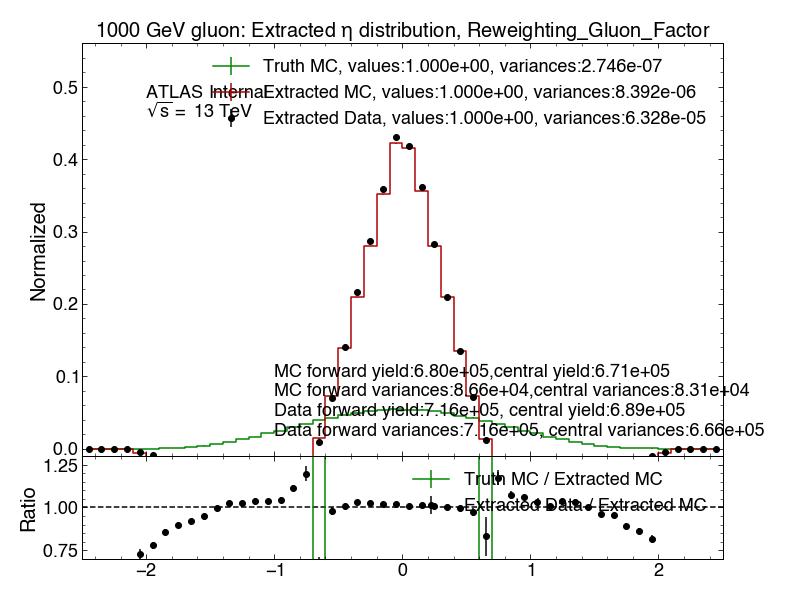 1000 GeV gluon: Extracted η distribution, Reweighting_Gluon_Factor
Truth MC, values:1.000e+00, variances:2.746e-07
ATLAS Internal
Extracted MC, values:1.000e+00, variances:8.392e-06
√s = 13 TeV
Extracted Data, values:1.000e+00, variances:6.328e-05
Normalized
0.5
0.4
0.3
0.2
0.1
0.0
MC forward yield:6.80e+05,central yield:6.71e+05
MC forward variances:8.66e+04,central variances:8.31e+04
Data forward yield:7.16e+05, central yield:6.89e+05
Data forward variances:7.16e+05, central variances:6.66e+05
Ratio
1.25
1.00
0.75
Truth MC / Extracted MC
Extracted Data / Extracted MC
−2
−1
0
1
2